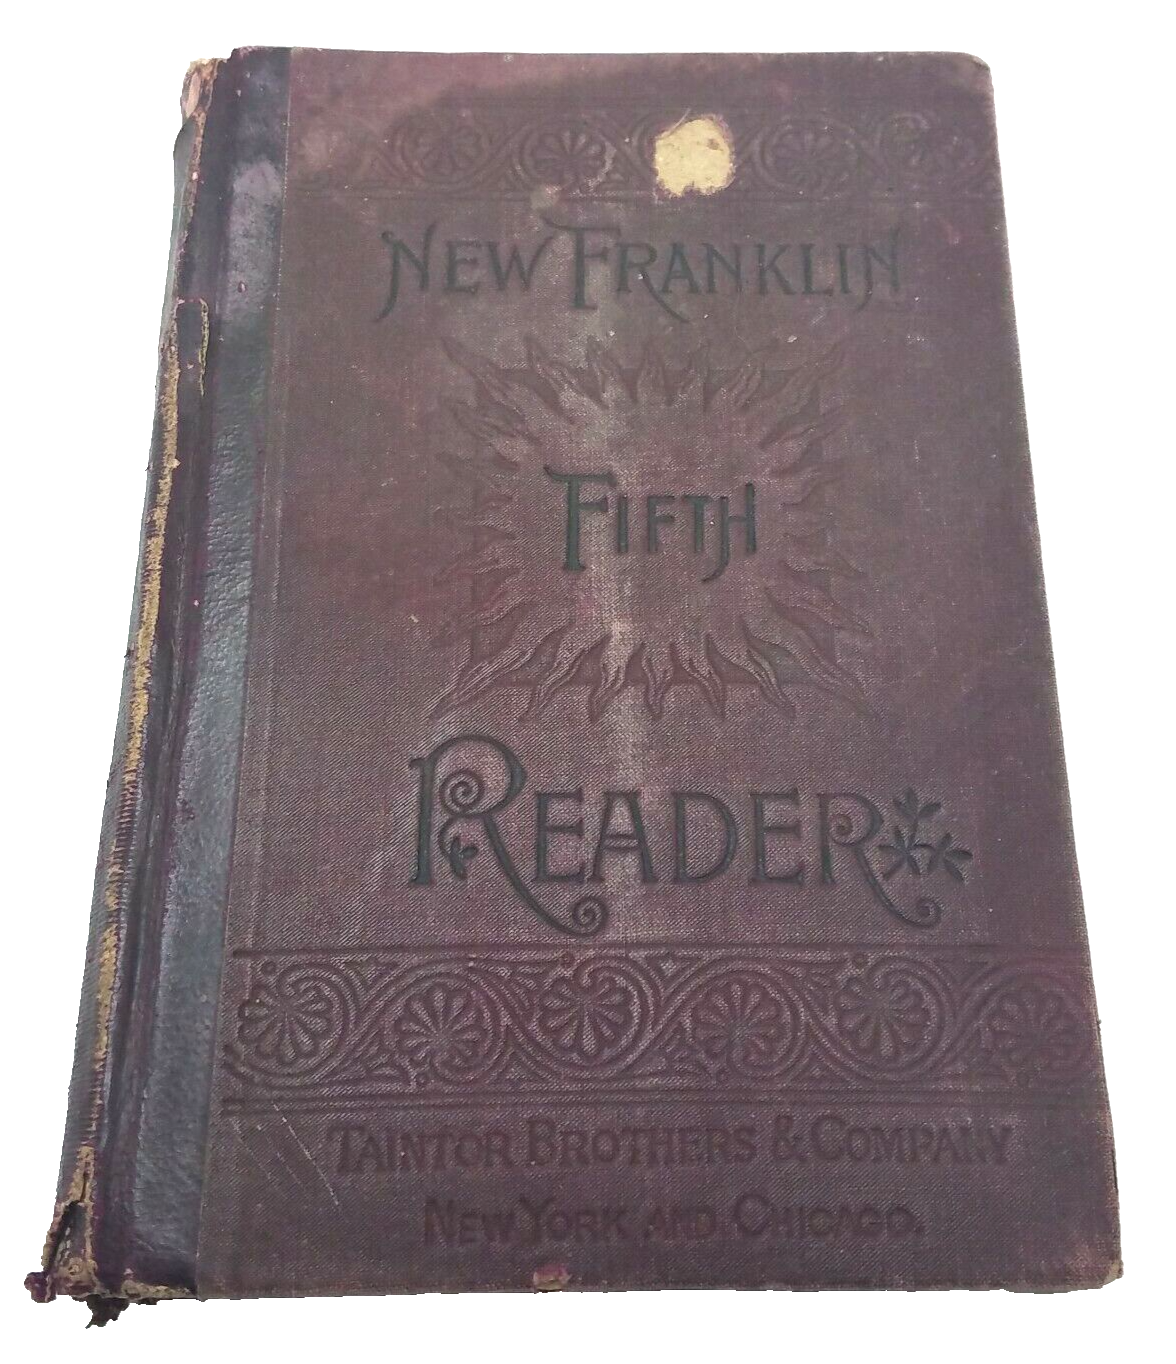 NEW FRANKLIN
FIFTH
READER
TAINTOR BROTHERS & COMPANY
NEW YORK AND CHICAGO.